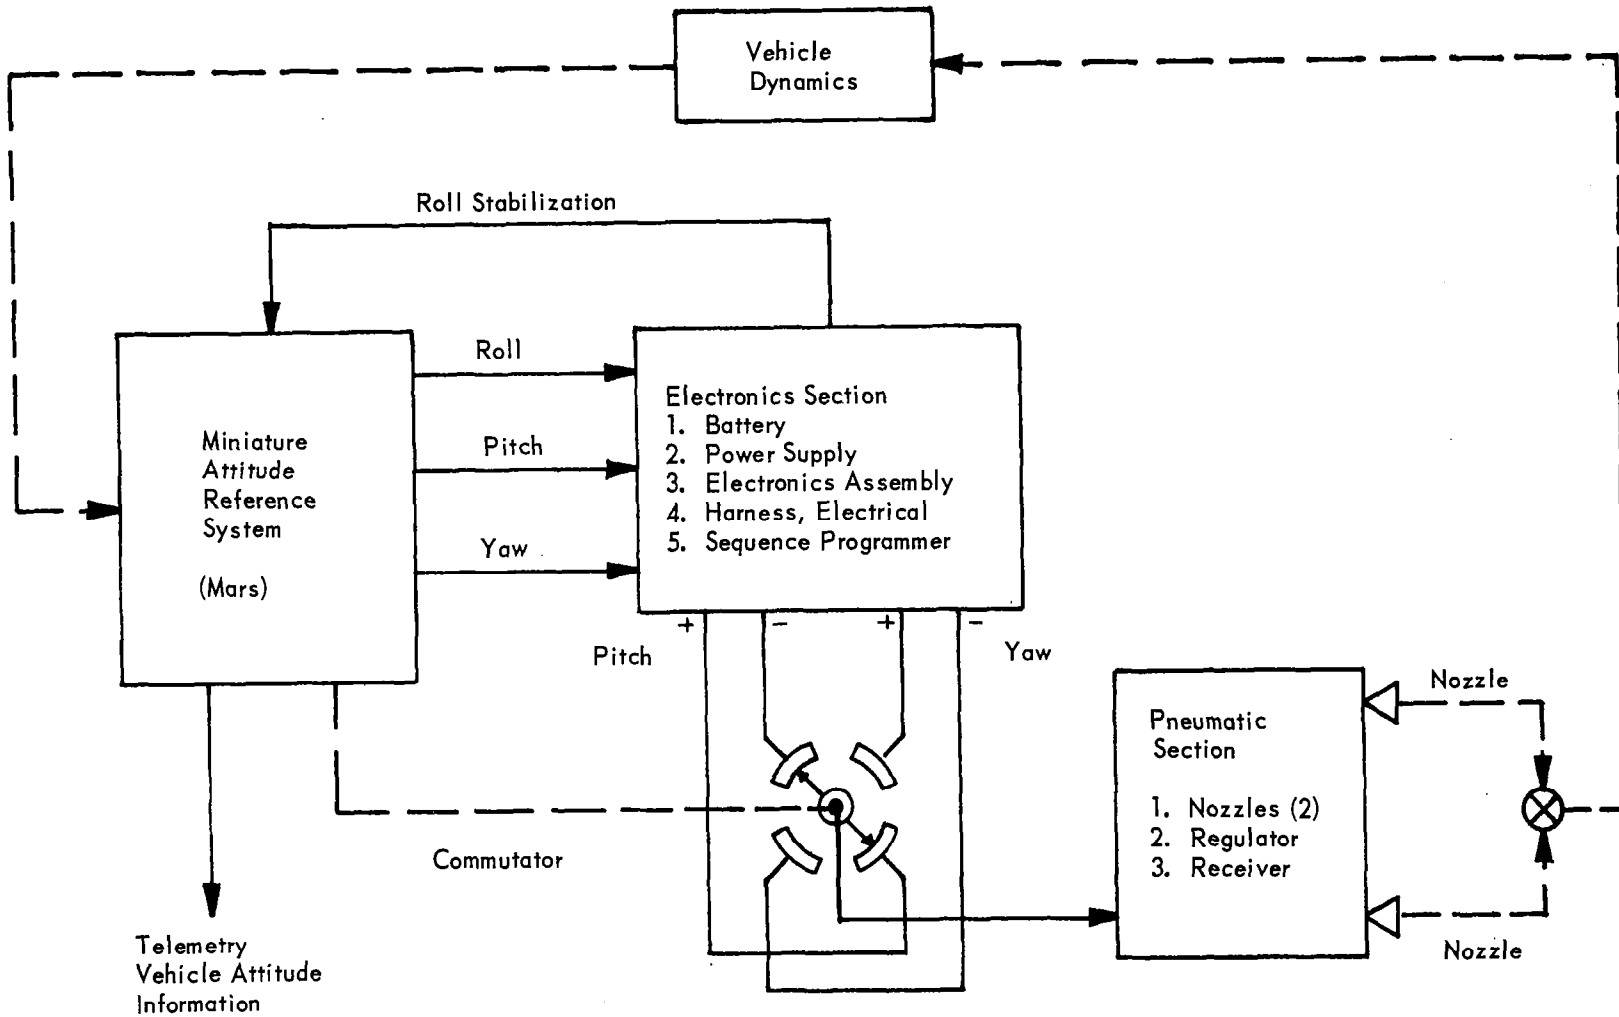 Vehicle
Dynamics
Roll Stabilization
Roll
Pitch
Yaw
Miniature
Attitude
Reference
System
(Mars)
Electronics Section
1. Battery
2. Power Supply
3. Electronics Assembly
4. Harness, Electrical
5. Sequence Programmer
+ - + -
Pitch
Yaw
Commutator
Pneumatic
Section
1. Nozzles (2)
2. Regulator
3. Receiver
Nozzle
Nozzle
Telemetry
Vehicle Attitude
Information